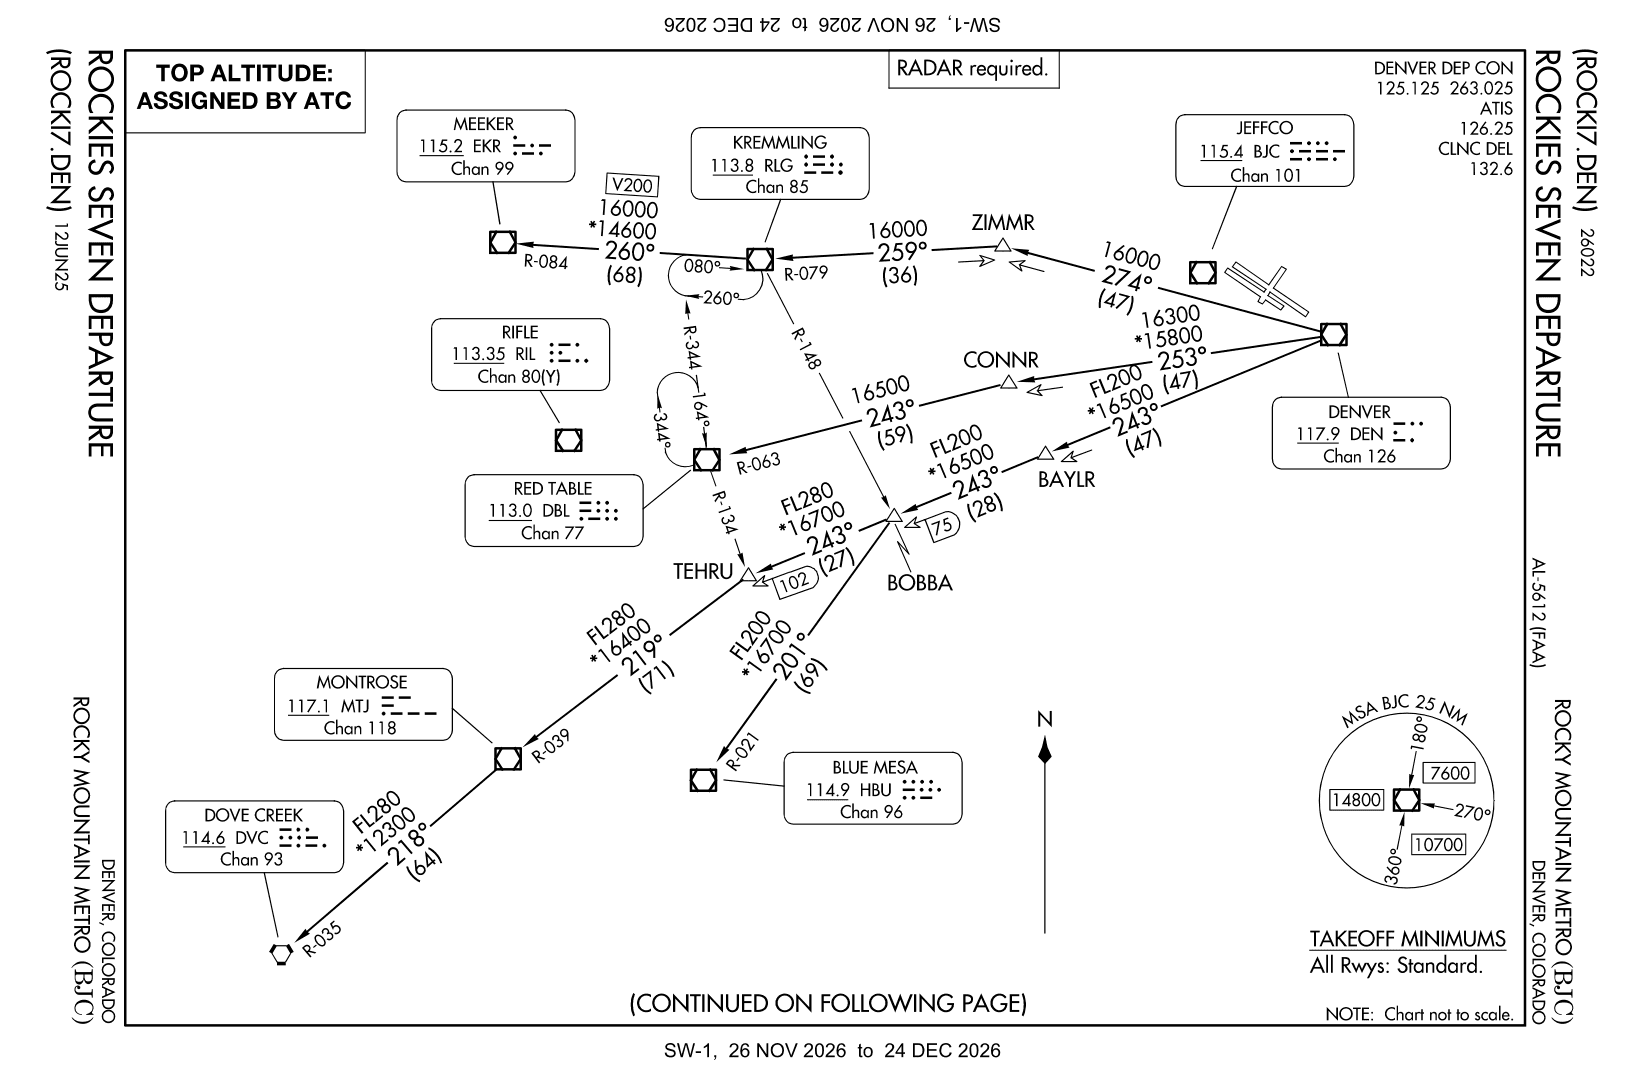 SW-1, 26 NOV 2026 to 24 DEC 2026
(ROCKI7.DEN) 12JUN25
ROCKIES SEVEN DEPARTURE
ROCKY MOUNTAIN METRO (BJC)
DENVER, COLORADO
TOP ALTITUDE:
ASSIGNED BY ATC
RADAR required.
DENVER DEP CON
125.125 263.025
ATIS
126.25
CLNC DEL
132.6
MEEKER
115.2 EKR
Chan 99
KREMMLING
113.8 RLG
Chan 85
JEFFCO
115.4 BJC
Chan 101
V200
16000
*14600
260°
(68)
R-084
080°
260°
R-079
16000
259°
(36)
ZIMMR
16000
274°
(47)
16300
*15800
253°
(47)
CONNR
16500
243°
(59)
R-063
FL200
*16500
243°
(47)
BAYLR
FL200
*16500
243°
(28)
75
BOBBA
R-148
R-344
164°
344°
RIFLE
113.35 RIL
Chan 80(Y)
DENVER
117.9 DEN
Chan 126
RED TABLE
113.0 DBL
Chan 77
R-134
FL280
*16700
243°
(27)
102
TEHRU
FL280
*16400
219°
(71)
R-039
FL200
*16700
201°
(69)
R-021
MONTROSE
117.1 MTJ
Chan 118
BLUE MESA
114.9 HBU
Chan 96
DOVE CREEK
114.6 DVC
Chan 93
FL280
*12300
218°
(64)
R-035
N
MSA BJC 25 NM
180°
7600
14800
270°
10700
360°
TAKEOFF MINIMUMS
All Rwys: Standard.
NOTE: Chart not to scale.
(CONTINUED ON FOLLOWING PAGE)
(ROCKI7.DEN) 26022
ROCKIES SEVEN DEPARTURE
AL-5612 (FAA)
ROCKY MOUNTAIN METRO (BJC)
DENVER, COLORADO
SW-1, 26 NOV 2026 to 24 DEC 2026